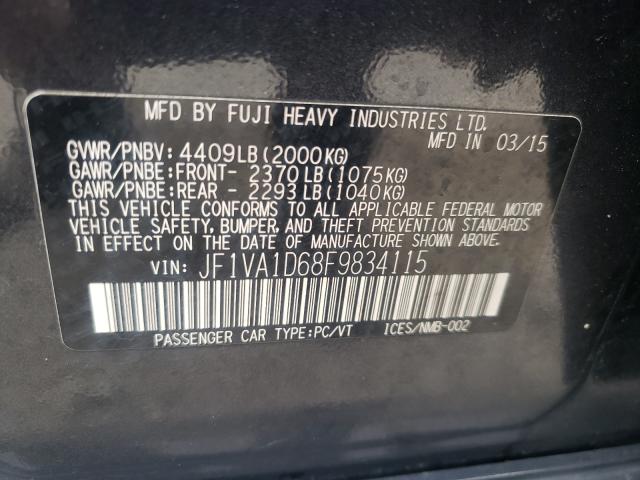 MFD BY FUJI HEAVY INDUSTRIES LTD.
MFD IN 03/15
GVWR/PNBV: 4409LB(2000KG)
GAWR/PNBE:FRONT- 2370LB(1075KG)
GAWR/PNBE:REAR - 2293LB(1040KG)
THIS VEHICLE CONFORMS TO ALL APPLICABLE FEDERAL MOTOR
VEHICLE SAFETY, BUMPER, AND THEFT PREVENTION STANDARDS
IN EFFECT ON THE DATE OF MANUFACTURE SHOWN ABOVE.
VIN: JF1VA1D68F9834115
PASSENGER CAR TYPE:PC/VT ICES/NMB-002